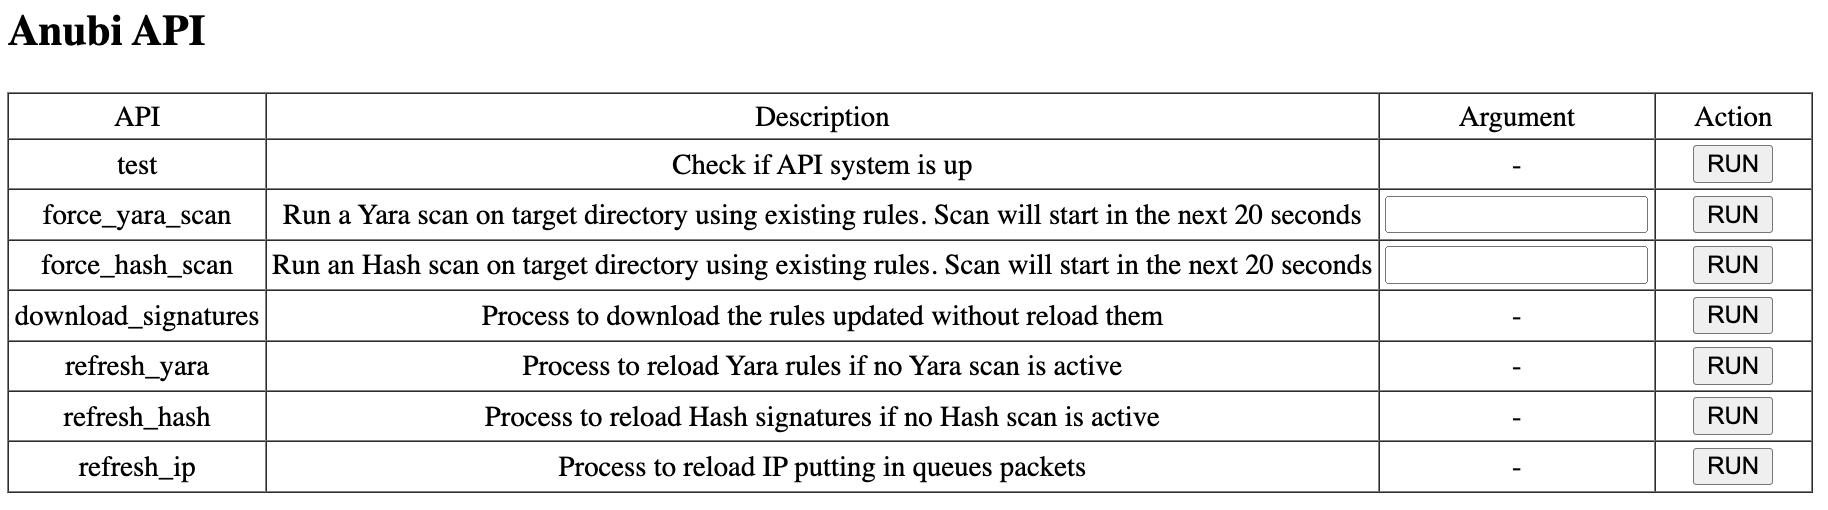 Anubi API
API Description Argument Action
test Check if API system is up - RUN
force_yara_scan Run a Yara scan on target directory using existing rules. Scan will start in the next 20 seconds RUN
force_hash_scan Run an Hash scan on target directory using existing rules. Scan will start in the next 20 seconds RUN
download_signatures Process to download the rules updated without reload them - RUN
refresh_yara Process to reload Yara rules if no Yara scan is active - RUN
refresh_hash Process to reload Hash signatures if no Hash scan is active - RUN
refresh_ip Process to reload IP putting in queues packets - RUN